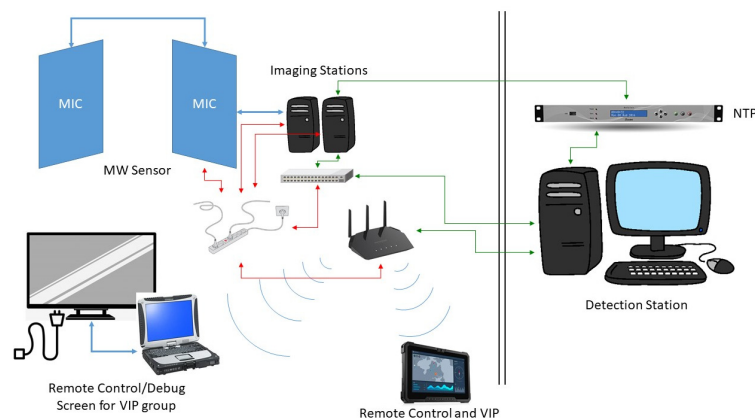 Imaging Stations
MIC
MIC
NTP
MW Sensor
Detection Station
Remote Control/Debug
Screen for VIP group
Remote Control and VIP